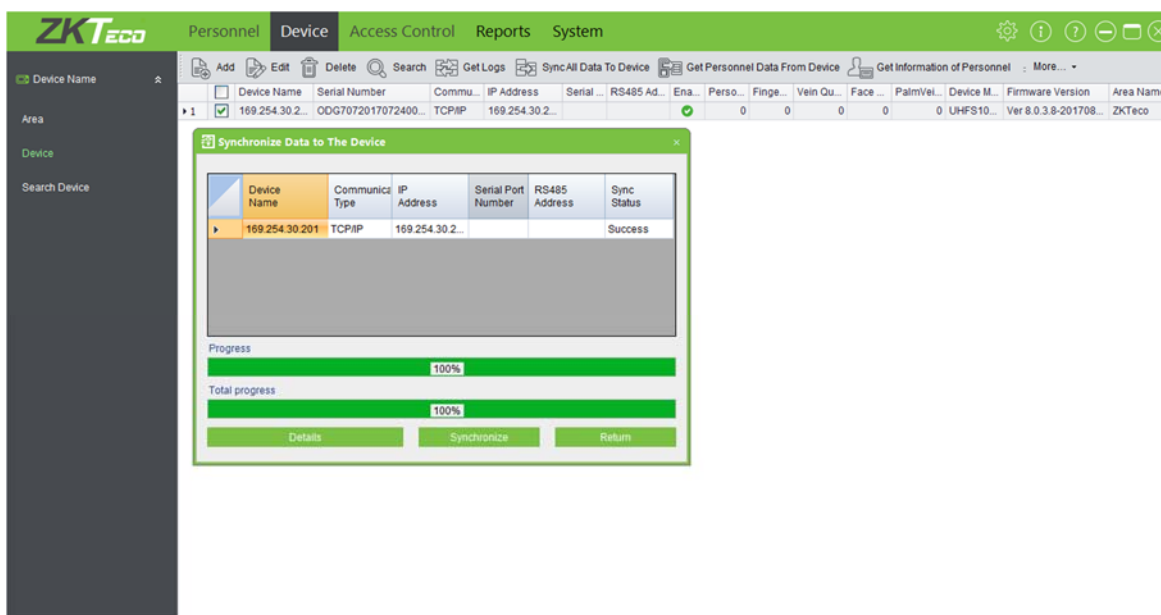 ZKTECO Personnel Device Access Control Reports System
Device Name
Area
Device
Search Device
Add Edit Delete Search Get Logs Sync All Data To Device Get Personnel Data From Device Get Information of Personnel : More...
Device Name Serial Number Commu... IP Address Serial ... RS485 Ad... Ena... Perso... Finge... Vein Qu... Face ... PalmVei... Device M... Firmware Version Area Name
1 169.254.30.2... ODG7072017072400... TCP/IP 169.254.30.2... 0 0 0 0 0 UHFS10... Ver 8.0.3.8-201708... ZKTeco
Synchronize Data to The Device
Device Name Communica Type IP Address Serial Port Number RS485 Address Sync Status
169.254.30.201 TCP/IP 169.254.30.2... Success
Progress
100%
Total progress
100%
Details Synchronize Return